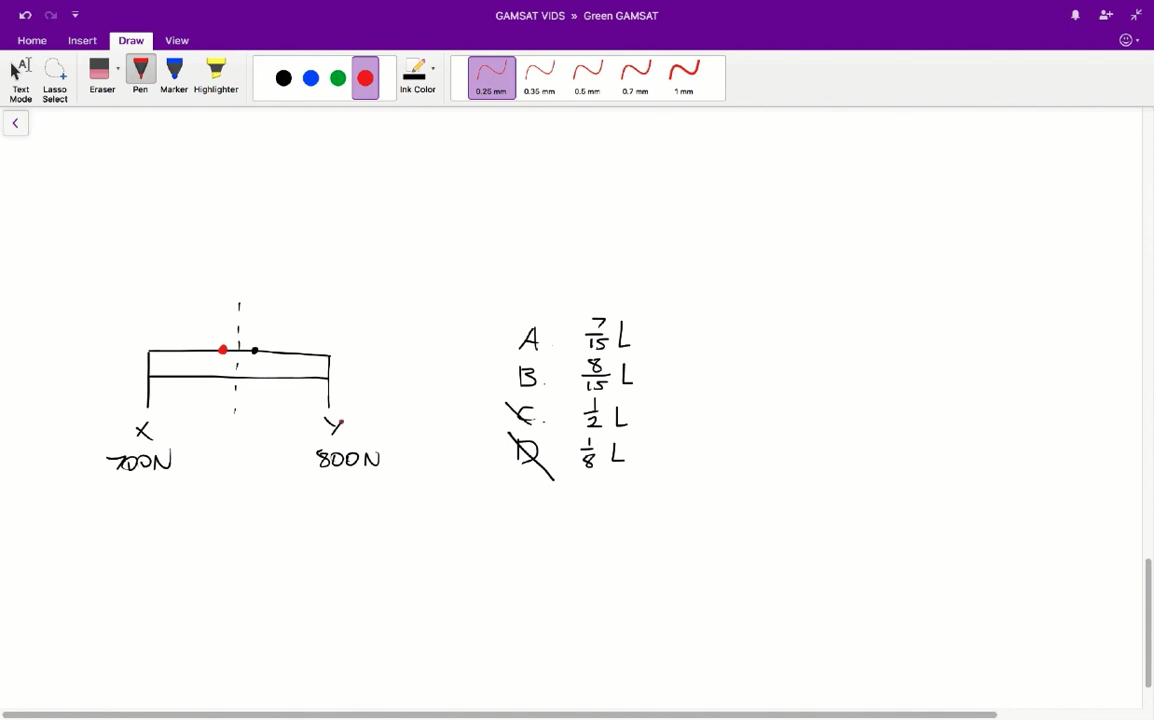 GAMSAT VIDS » Green GAMSAT
Home Insert Draw View
Text Mode
Lasso Select
Eraser
Pen
Marker
Highlighter
Ink Color
0.25 mm
0.35 mm
0.5 mm
0.7 mm
1 mm
A. 7/15 L
B. 8/15 L
C. 1/2 L
D 1/8 L
X Y
700N 800N